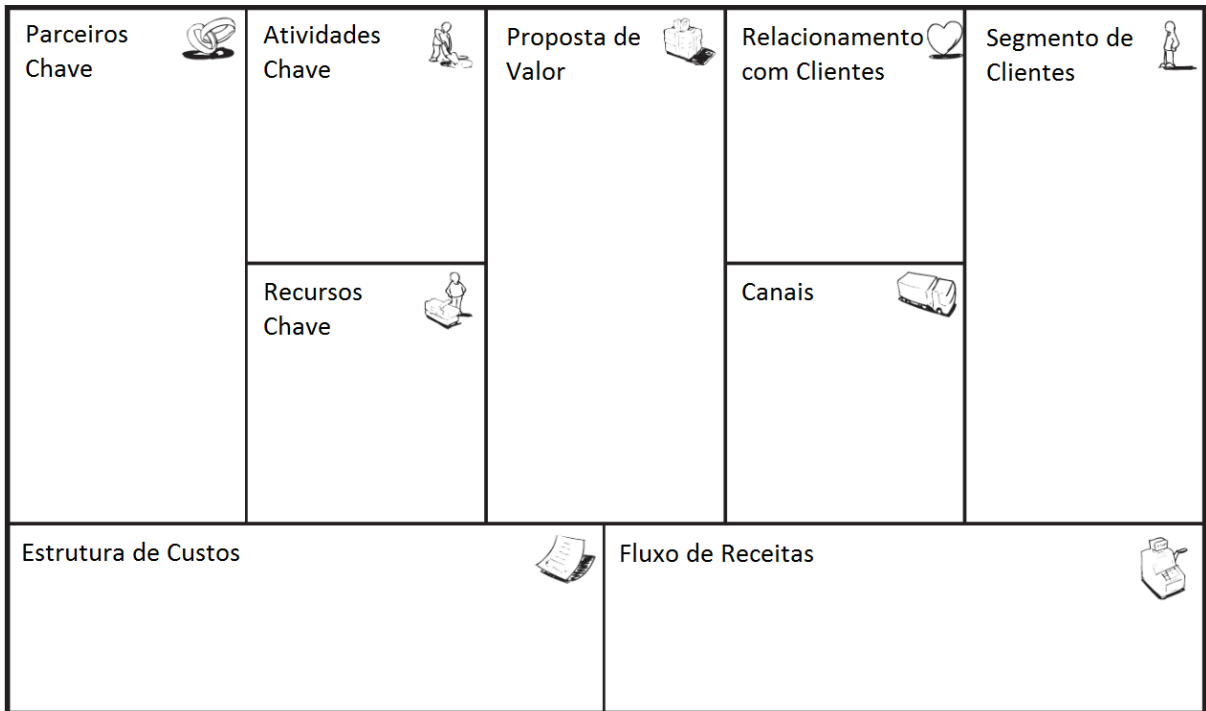 Parceiros
Chave
Atividades
Chave
Proposta de
Valor
Relacionamento
com Clientes
Segmento de
Clientes
Recursos
Chave
Canais
Estrutura de Custos
Fluxo de Receitas